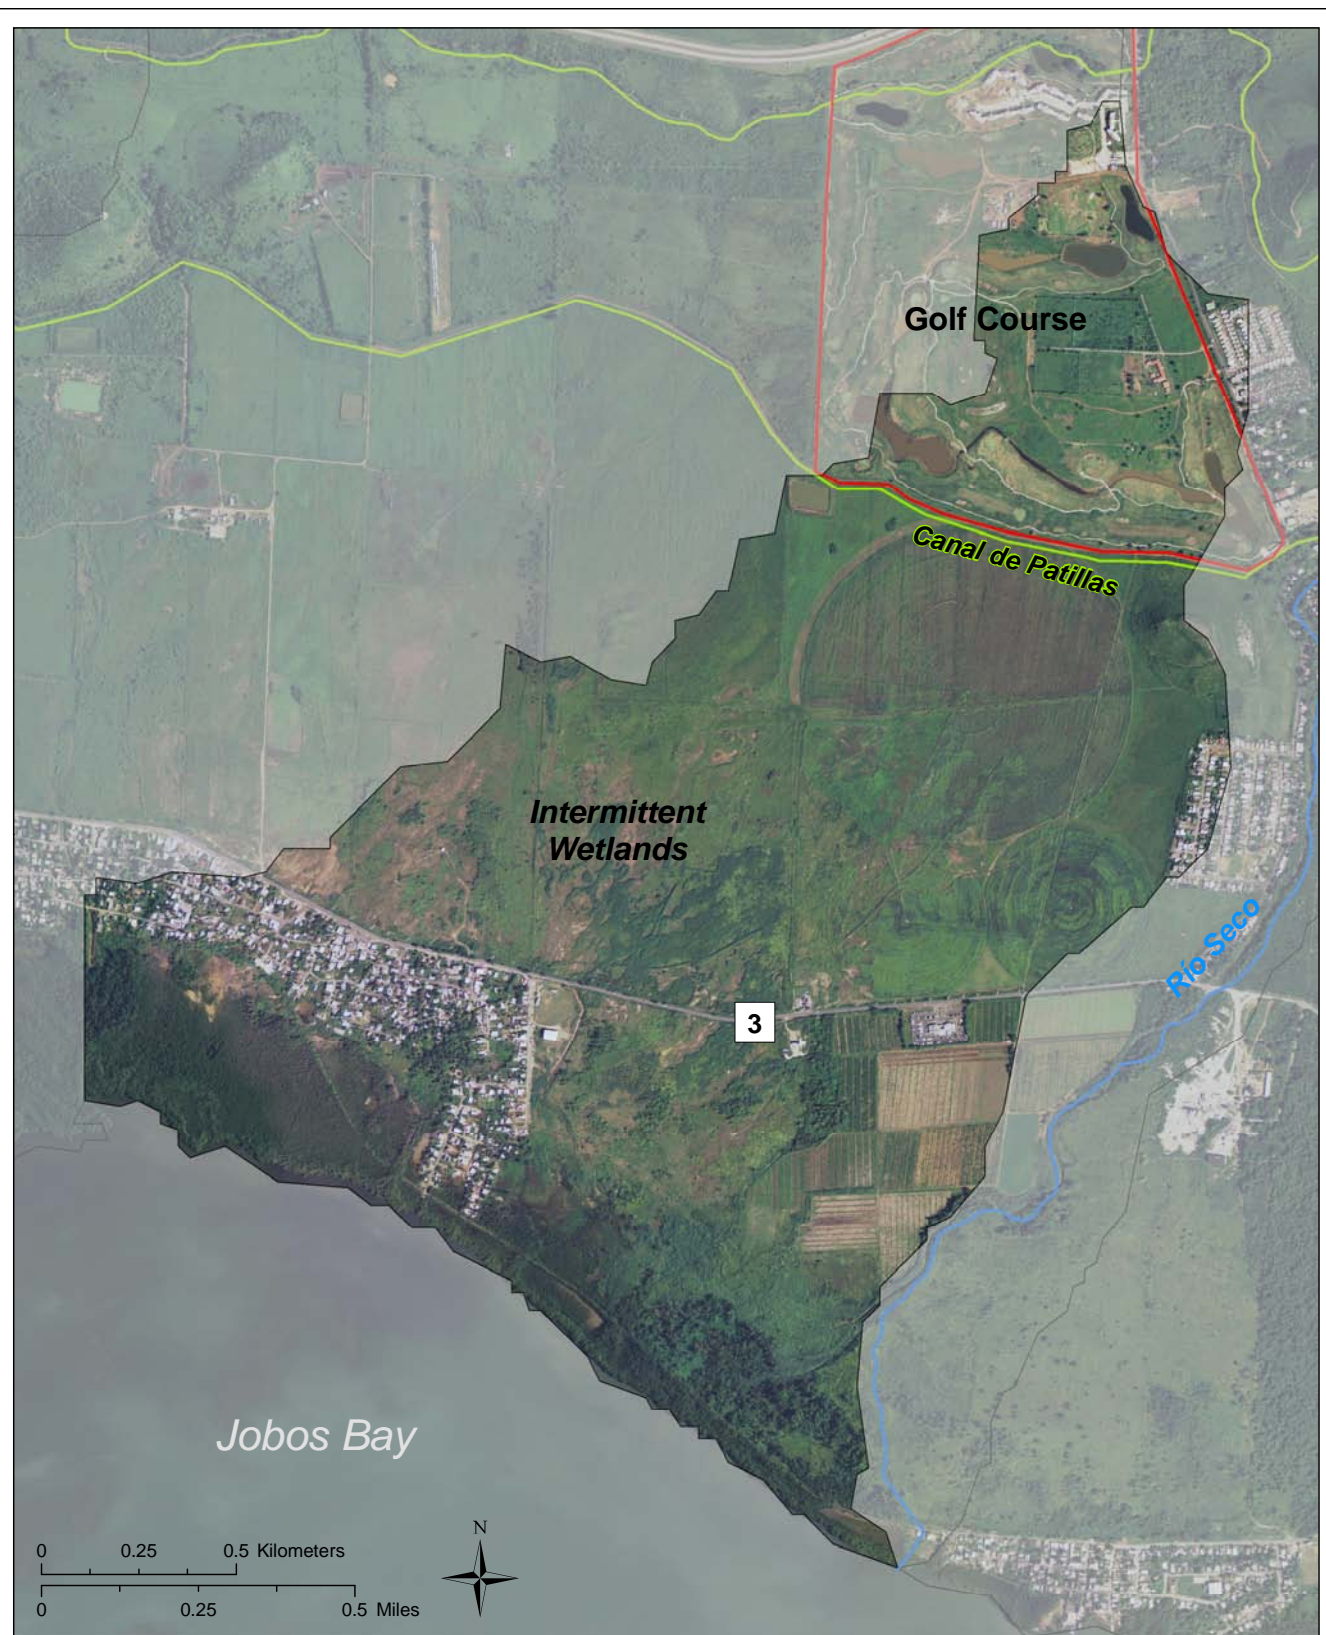 Golf Course
Canal de Patillas
Intermittent
Wetlands
Río Seco
3
Jobos Bay
N
0 0.25 0.5 Kilometers
0 0.25 0.5 Miles